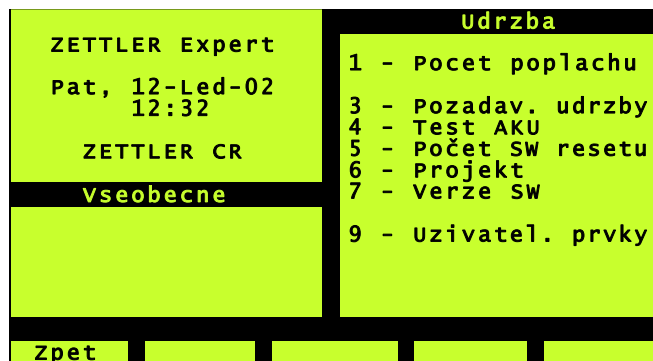 ZETTLER Expert
Pat, 12-Led-02
12:32
ZETTLER CR
Vseobecne
Udrzba
1 - Pocet poplachu
3 - Pozadav. udrzby
4 - Test AKU
5 - Počet SW resetu
6 - Projekt
7 - Verze SW
9 - Uzivatel. prvky
Zpet